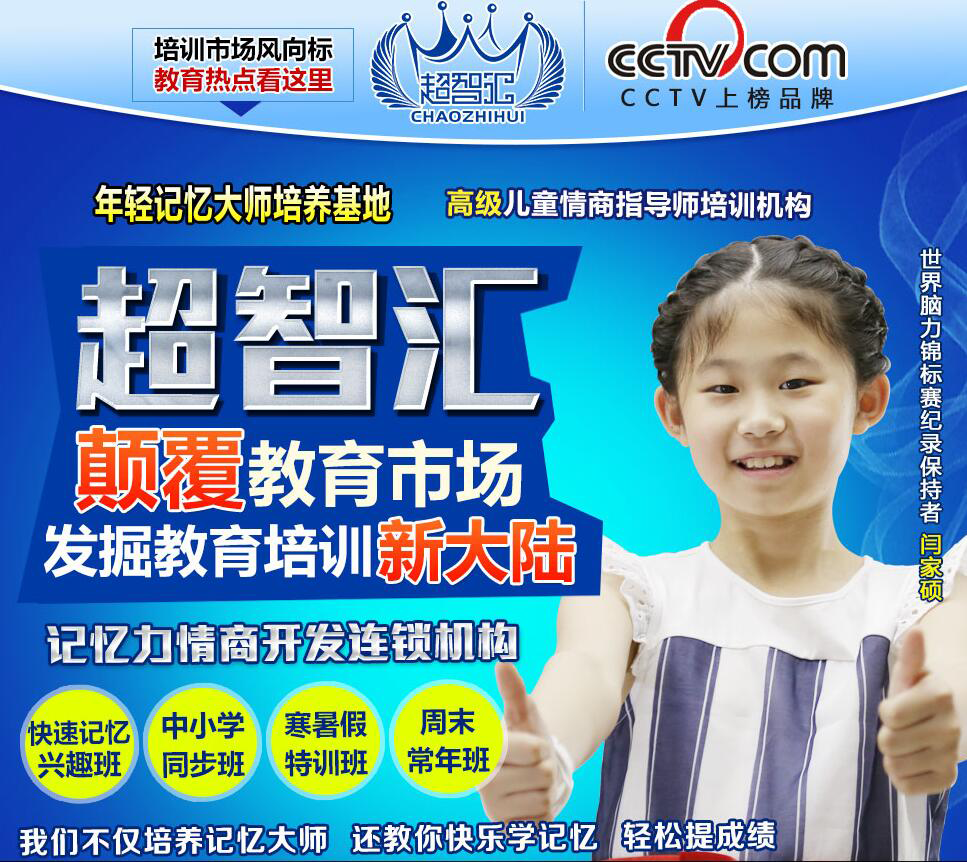 培训市场风向标
教育热点看这里
超智汇
CHAOZHIHUI
CCTV.com
CCTV上榜品牌
年轻记忆大师培养基地
高级儿童情商指导师培训机构
超智汇
颠覆教育市场
发掘教育培训新大陆
世界脑力锦标赛纪录保持者 闫家硕
记忆力情商开发连锁机构
快速记忆
兴趣班
中小学
同步班
寒暑假
特训班
周末
常年班
我们不仅培养记忆大师 还教你快乐学记忆 轻松提成绩